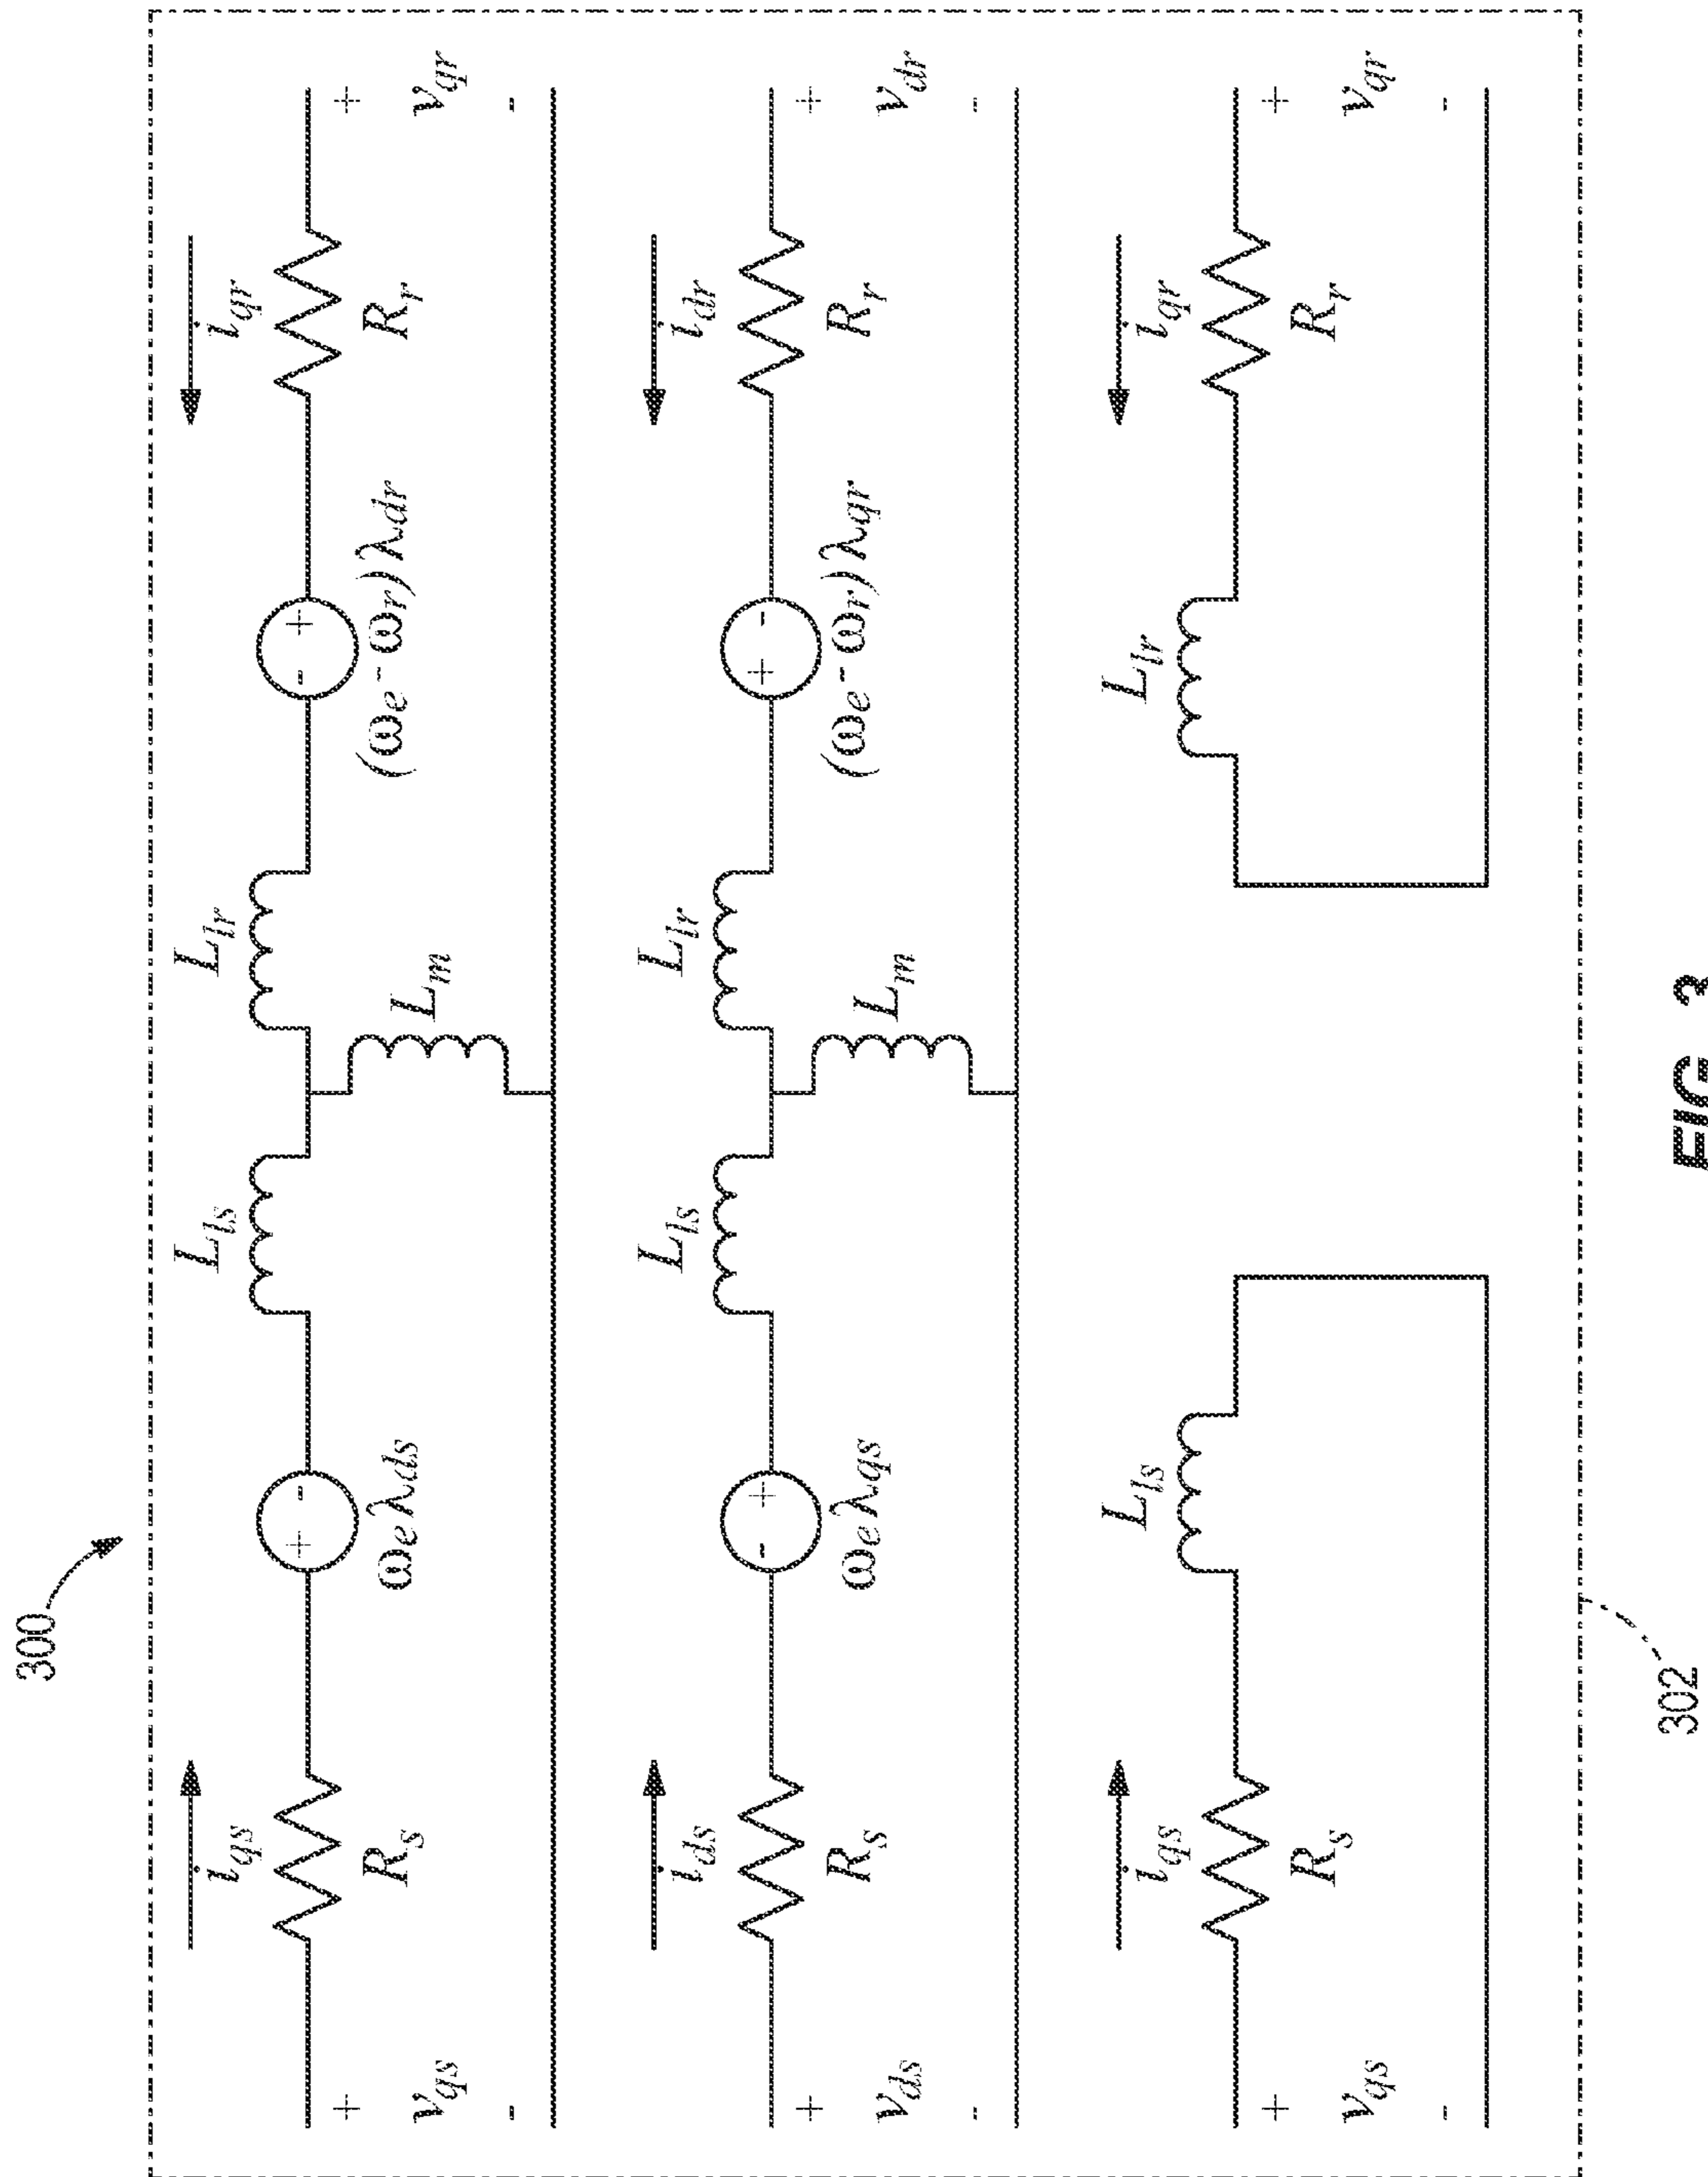 300
i_qs
L_ls
L_lr
i_qr
+
R_s
+ -
L_m
- +
R_r
+
v_qs
ω_e λ_ds
(ω_e - ω_r) λ_dr
v_qr
-
-
i_ds
L_ls
L_lr
i_dr
+
R_s
- +
L_m
+ -
R_r
+
v_ds
ω_e λ_qs
(ω_e - ω_r) λ_qr
v_dr
-
-
i_qs
L_ls
L_lr
i_qr
+
R_s
R_r
+
v_qs
v_qr
-
-
302
FIG. 3